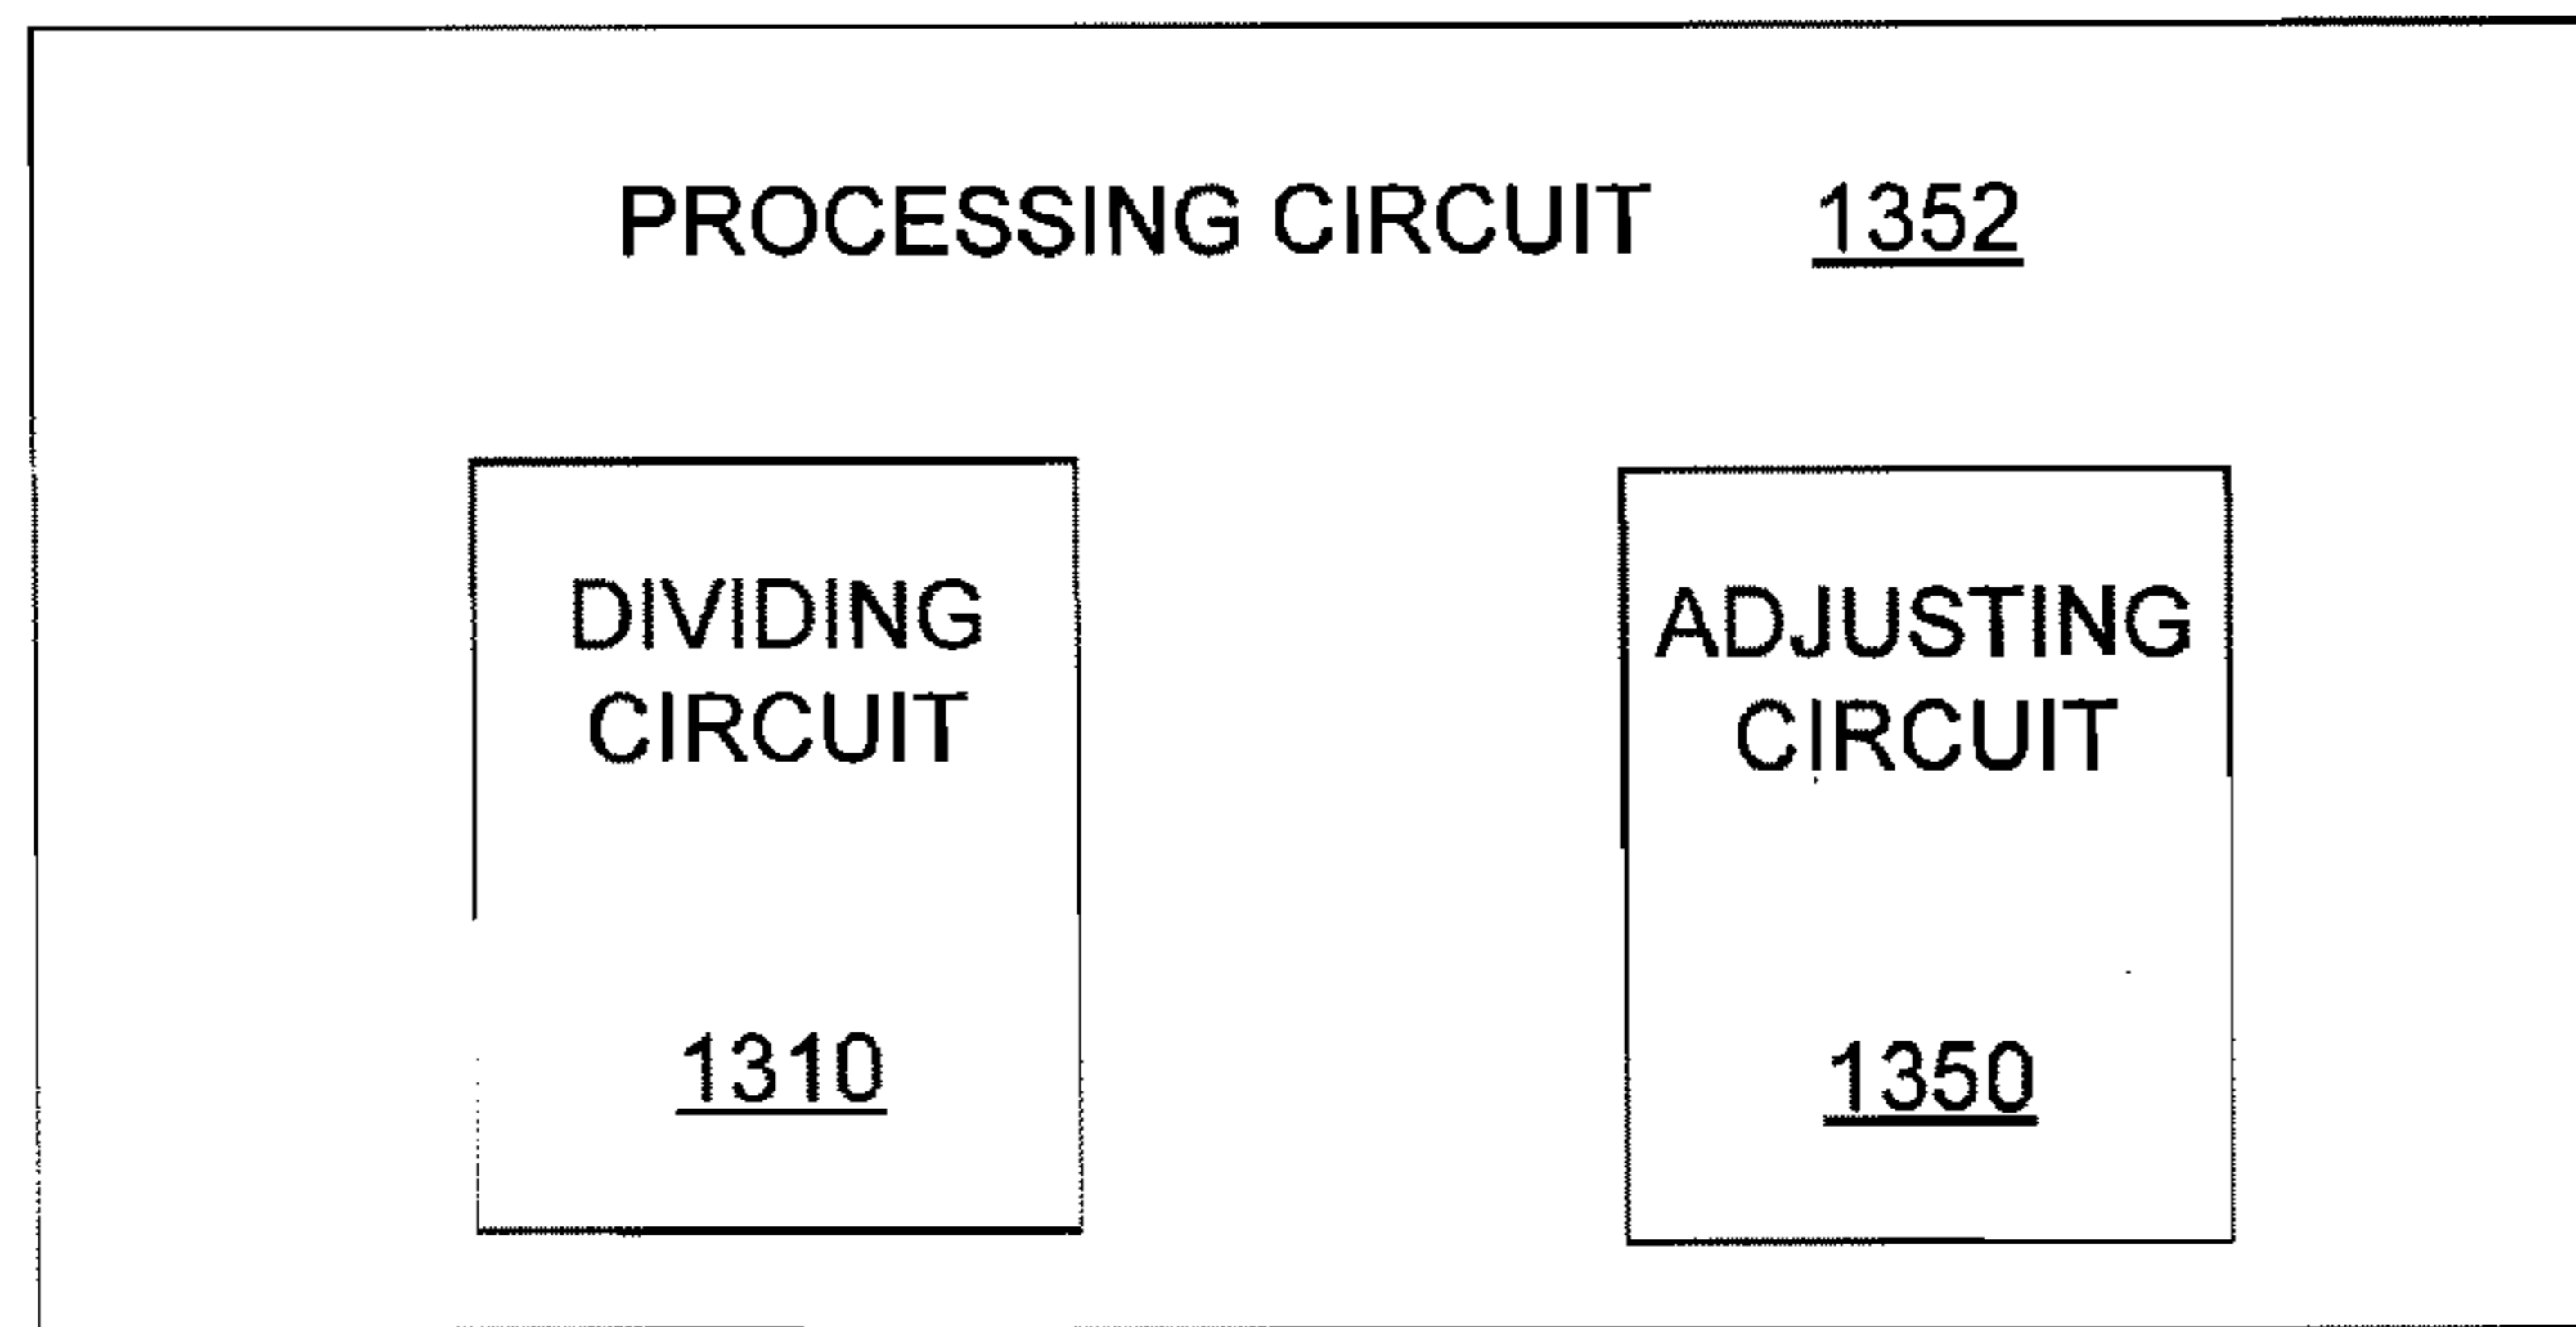 PROCESSING CIRCUIT 1352
DIVIDING
CIRCUIT
1310
ADJUSTING
CIRCUIT
1350